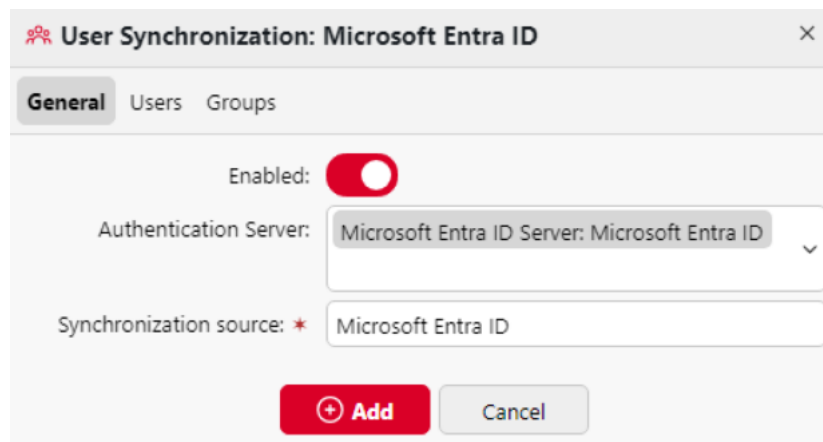 User Synchronization: Microsoft Entra ID
General Users Groups
Enabled:
Authentication Server: Microsoft Entra ID Server: Microsoft Entra ID
Synchronization source: * Microsoft Entra ID
Add Cancel